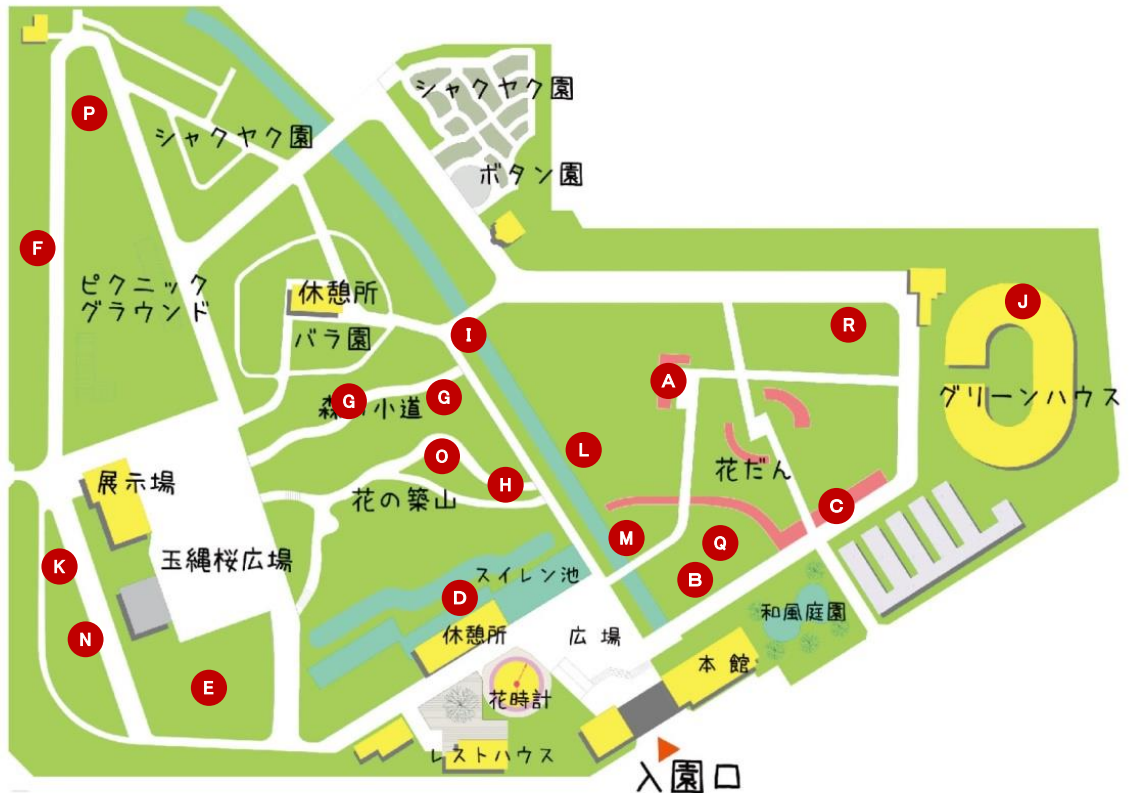 シャクヤク園
P
シャクヤク園
ボタン園
F
ピクニック
グラウンド
休憩所
J
R
I
バラ園
A
グリーンハウス
G
G
森 小道
O
L
花だん
展示場
H
花の築山
C
M
Q
玉縄桜広場
K
スイレン池
B
D
和風庭園
N
休憩所
広場
本館
E
花時計
レストハウス
入園口